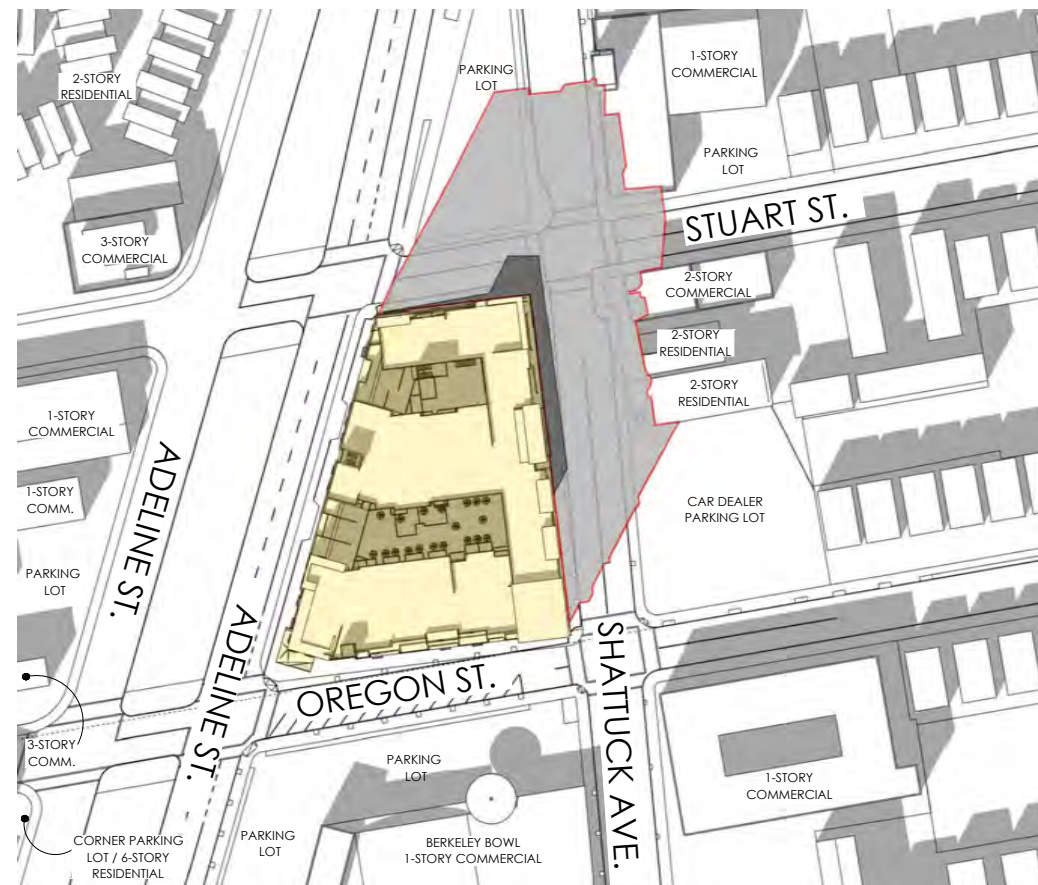 2-STORY
RESIDENTIAL
PARKING
LOT
1-STORY
COMMERCIAL
PARKING
LOT
STUART ST.
3-STORY
COMMERCIAL
2-STORY
COMMERCIAL
2-STORY
RESIDENTIAL
2-STORY
RESIDENTIAL
1-STORY
COMMERCIAL
ADELINE ST.
1-STORY
COMM.
CAR DEALER
PARKING LOT
PARKING
LOT
ADELINE ST.
OREGON ST.
SHATTUCK AVE.
3-STORY
COMM.
PARKING
LOT
1-STORY
COMMERCIAL
CORNER PARKING
LOT / 6-STORY
RESIDENTIAL
PARKING
LOT
BERKELEY BOWL
1-STORY COMMERCIAL